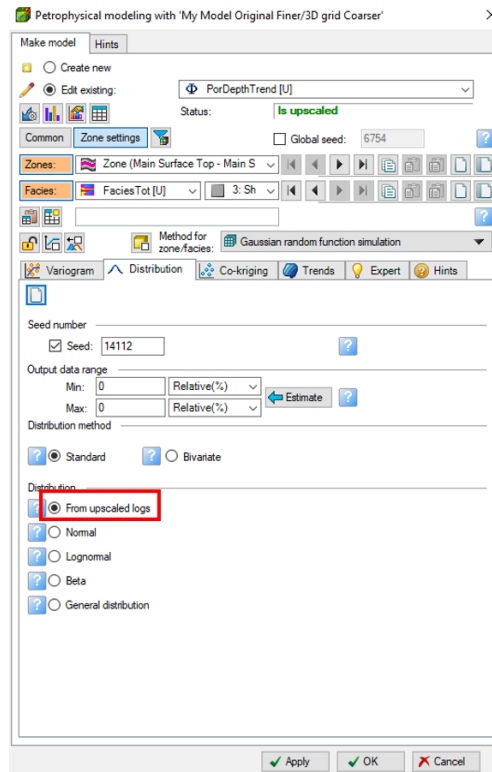 Petrophysical modeling with 'My Model Original Finer/3D grid Coarser'
Make model Hints
Create new
Edit existing: PorDepthTrend [U]
Status: Is upscaled
Common Zone settings Global seed: 6754
Zones: Zone (Main Surface Top - Main S
Facies: FaciesTot [U] 3: Sh
Method for zone/facies: Gaussian random function simulation
Variogram Distribution Co-kriging Trends Expert Hints
Seed number
Seed: 14112
Output data range
Min: 0 Relative(%)
Estimate
Max: 0 Relative(%)
Distribution method
Standard Bivariate
Distribution
From upscaled logs
Normal
Lognormal
Beta
General distribution
Apply OK Cancel